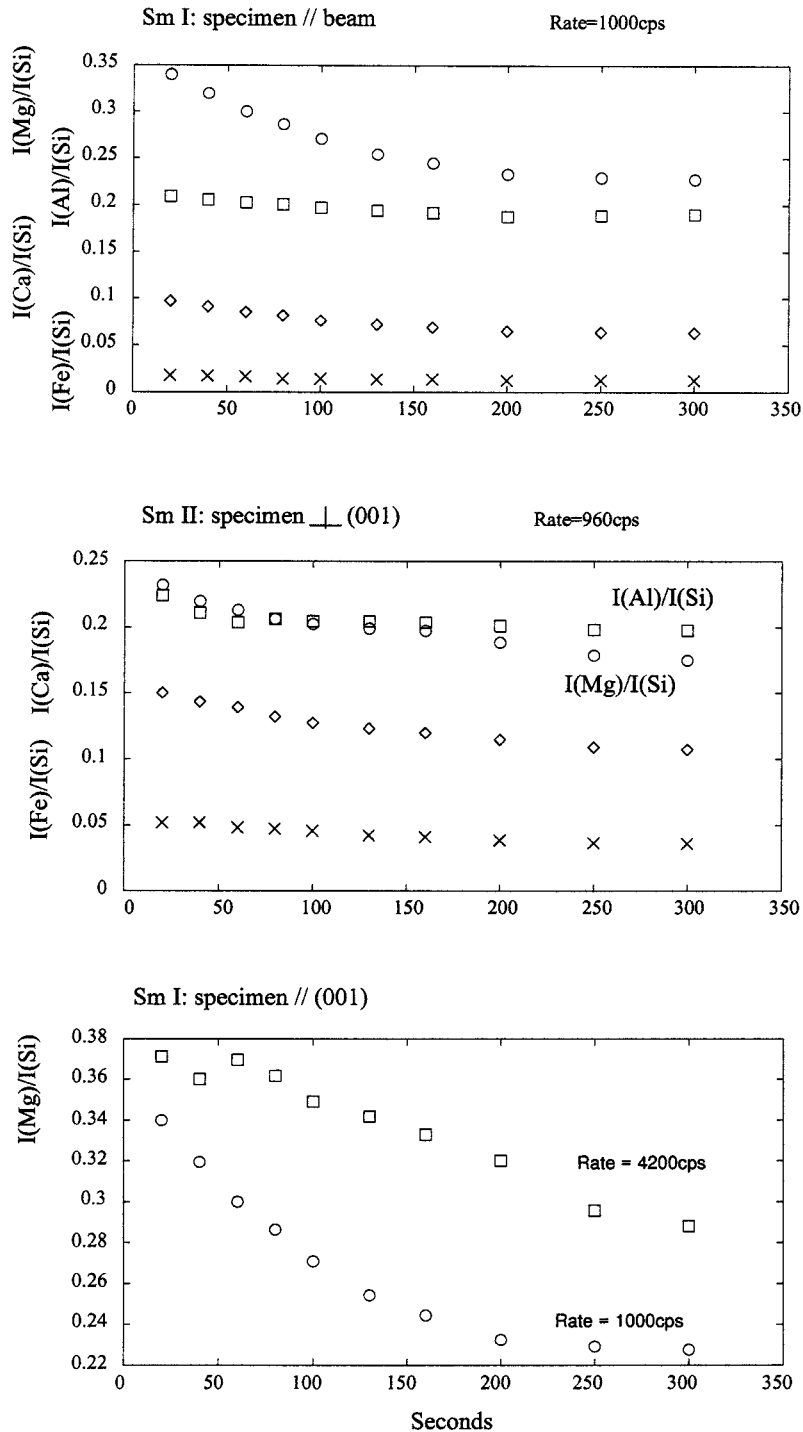 Sm I: specimen // beam
Rate=1000cps
I(Mg)/I(Si)
I(Al)/I(Si)
I(Ca)/I(Si)
I(Fe)/I(Si)
0.35
0.3
0.25
0.2
0.15
0.1
0.05
0
0 50 100 150 200 250 300 350
Sm II: specimen ⊥ (001)
Rate=960cps
I(Ca)/I(Si)
I(Fe)/I(Si)
0.25
0.2
0.15
0.1
0.05
0
I(Al)/I(Si)
I(Mg)/I(Si)
0 50 100 150 200 250 300 350
Sm I: specimen // (001)
I(Mg)/I(Si)
0.38
0.36
0.34
0.32
0.3
0.28
0.26
0.24
0.22
Rate = 4200cps
Rate = 1000cps
0 50 100 150 200 250 300 350
Seconds